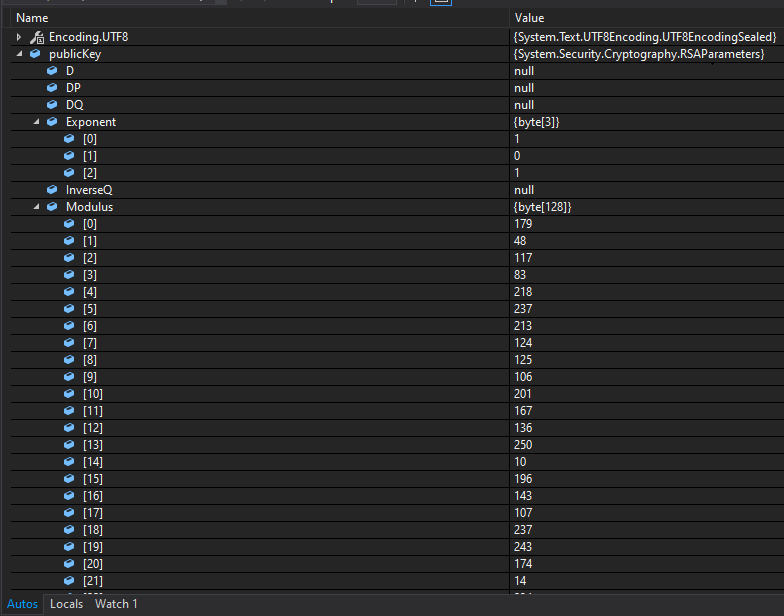 Name Value
Encoding.UTF8 {System.Text.UTF8Encoding.UTF8EncodingSealed}
publicKey {System.Security.Cryptography.RSAParameters}
D null
DP null
DQ null
Exponent {byte[3]}
[0] 1
[1] 0
[2] 1
InverseQ null
Modulus {byte[128]}
[0] 179
[1] 48
[2] 117
[3] 83
[4] 218
[5] 237
[6] 213
[7] 124
[8] 125
[9] 106
[10] 201
[11] 167
[12] 136
[13] 250
[14] 10
[15] 196
[16] 143
[17] 107
[18] 237
[19] 243
[20] 174
[21] 14
Autos Locals Watch 1